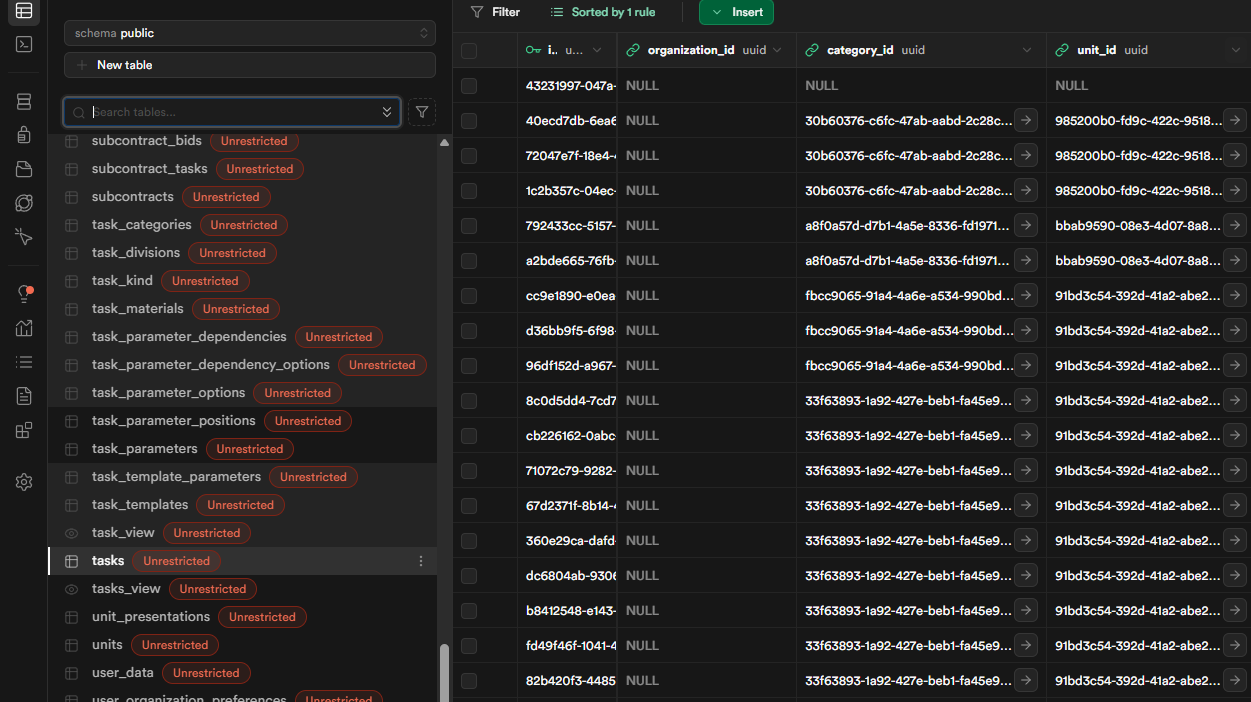 schema public
New table
Search tables...
subcontract_bids Unrestricted
subcontract_tasks Unrestricted
subcontracts Unrestricted
task_categories Unrestricted
task_divisions Unrestricted
task_kind Unrestricted
task_materials Unrestricted
task_parameter_dependencies Unrestricted
task_parameter_dependency_options Unrestricted
task_parameter_options Unrestricted
task_parameter_positions Unrestricted
task_parameters Unrestricted
task_template_parameters Unrestricted
task_templates Unrestricted
task_view Unrestricted
tasks Unrestricted
tasks_view Unrestricted
unit_presentations Unrestricted
units Unrestricted
user_data Unrestricted
user_organization_preferences Unrestricted
Filter Sorted by 1 rule Insert
i.. u... organization_id uuid category_id uuid unit_id uuid
43231997-047a- NULL NULL NULL
40ecd7db-6ea6 NULL 30b60376-c6fc-47ab-aabd-2c28c... 985200b0-fd9c-422c-9518...
72047e7f-18e4- NULL 30b60376-c6fc-47ab-aabd-2c28c... 985200b0-fd9c-422c-9518...
1c2b357c-04ec- NULL 30b60376-c6fc-47ab-aabd-2c28c... 985200b0-fd9c-422c-9518...
792433cc-5157- NULL a8f0a57d-d7b1-4a5e-8336-fd1971... bbab9590-08e3-4d07-8a8...
a2bde665-76fb- NULL a8f0a57d-d7b1-4a5e-8336-fd1971... bbab9590-08e3-4d07-8a8...
cc9e1890-e0ea NULL fbcc9065-91a4-4a6e-a534-990bd... 91bd3c54-392d-41a2-abe2...
d36bb9f5-6f98- NULL fbcc9065-91a4-4a6e-a534-990bd... 91bd3c54-392d-41a2-abe2...
96df152d-a967- NULL fbcc9065-91a4-4a6e-a534-990bd... 91bd3c54-392d-41a2-abe2...
8c0d5dd4-7cd7 NULL 33f63893-1a92-427e-beb1-fa45e9... 91bd3c54-392d-41a2-abe2...
cb226162-0abc NULL 33f63893-1a92-427e-beb1-fa45e9... 91bd3c54-392d-41a2-abe2...
71072c79-9282- NULL 33f63893-1a92-427e-beb1-fa45e9... 91bd3c54-392d-41a2-abe2...
67d2371f-8b14- NULL 33f63893-1a92-427e-beb1-fa45e9... 91bd3c54-392d-41a2-abe2...
360e29ca-dafd NULL 33f63893-1a92-427e-beb1-fa45e9... 91bd3c54-392d-41a2-abe2...
dc6804ab-9306 NULL 33f63893-1a92-427e-beb1-fa45e9... 91bd3c54-392d-41a2-abe2...
b8412548-e143- NULL 33f63893-1a92-427e-beb1-fa45e9... 91bd3c54-392d-41a2-abe2...
fd49f46f-1041-4 NULL 33f63893-1a92-427e-beb1-fa45e9... 91bd3c54-392d-41a2-abe2...
82b420f3-4485 NULL 33f63893-1a92-427e-beb1-fa45e9... 91bd3c54-392d-41a2-abe2...